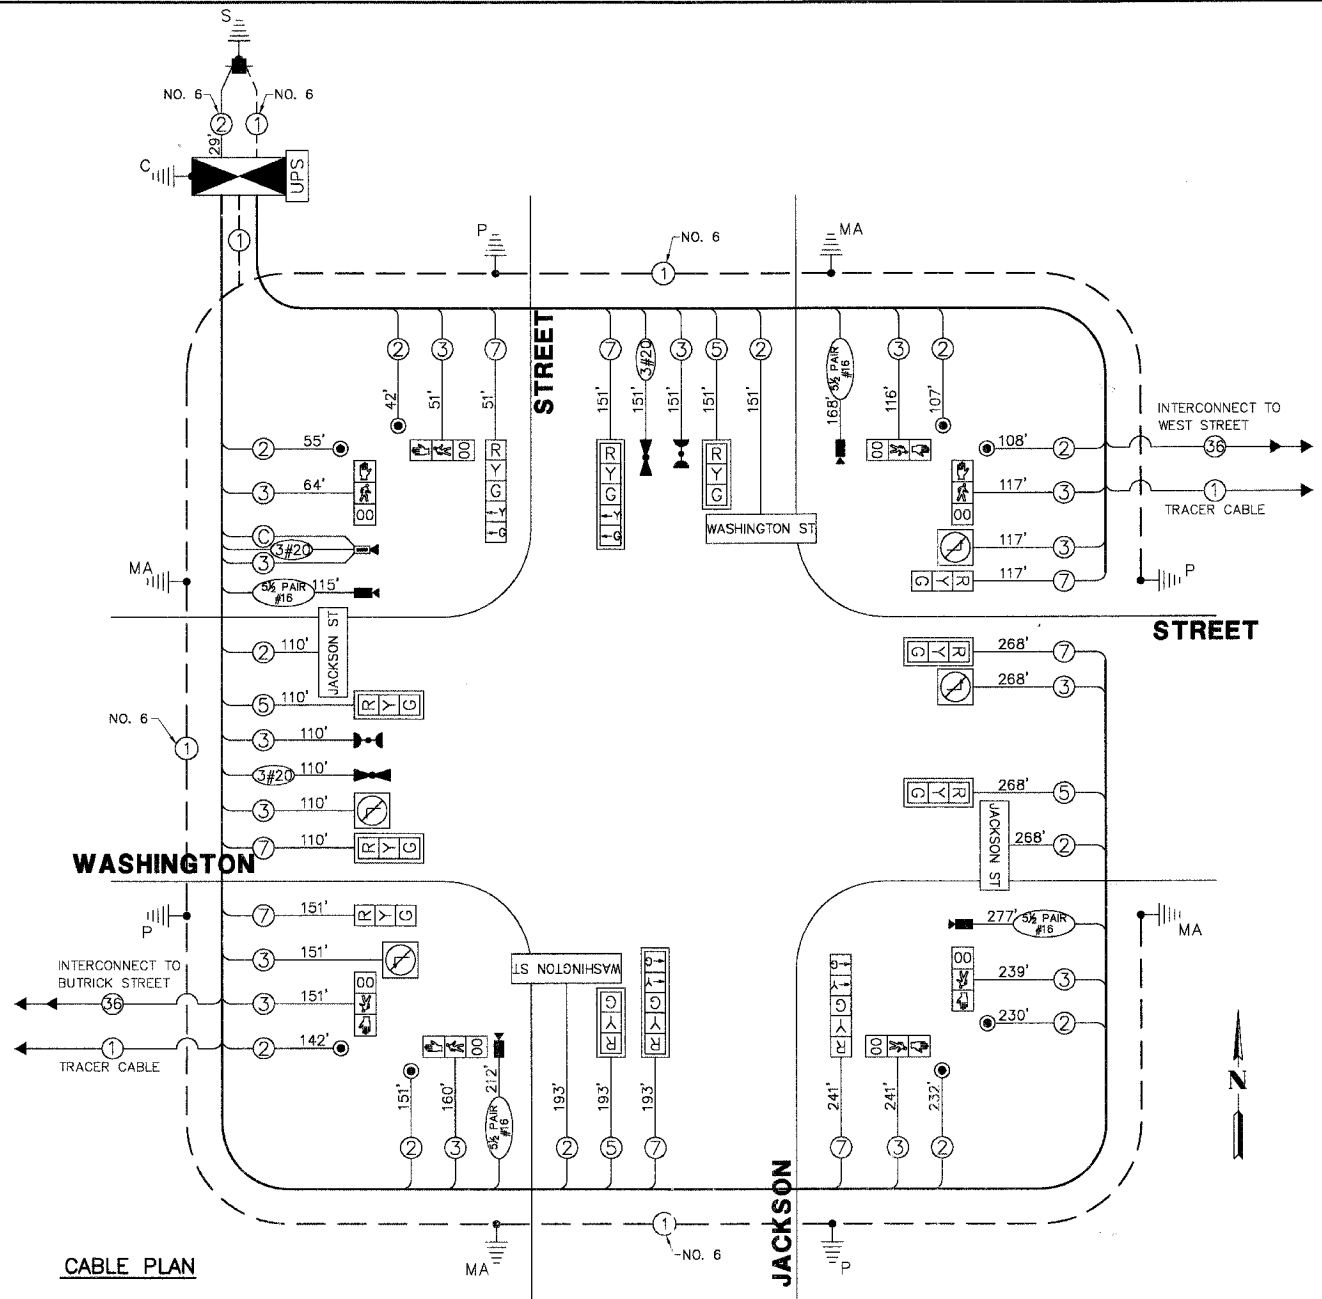 S
NO. 6
NO. 6
2
1
29'
C
UPS
1
P
NO. 6
1
MA
STREET
2
3
7
7
3#20
3
5
2
5½ PAIR
#16
3
2
42'
51'
51'
151'
151'
151'
151'
151'
168'
116'
107'
00
R
Y
G
Y
G
R
Y
G
Y
G
R
Y
G
WASHINGTON ST
00
INTERCONNECT TO
WEST STREET
36
1
TRACER CABLE
2
55'
3
64'
00
C
3#20
3
MA
5½ PAIR
#16
115'
108'
2
00
117'
3
117'
3
G Y R
117'
7
P
STREET
2
110'
JACKSON ST
5
110'
R Y G
NO. 6
1
3
110'
3#20
110'
3
110'
7
110'
R Y G
WASHINGTON
G Y R
268'
7
268'
3
G Y R
268'
5
JACKSON ST
268'
2
277'
5½ PAIR
#16
MA
00
239'
3
230'
2
P
7
151'
R Y G
3
151'
INTERCONNECT TO
BUTRICK STREET
36
3
151'
00
1
TRACER CABLE
2
142'
00
WASHINGTON ST
G
Y
R
G
Y
G
Y
R
G
Y
G
Y
R
00
151'
160'
212'
193'
193'
193'
241'
241'
232'
2
3
5½ PAIR
#16
2
5
7
7
3
2
N
JACKSON
MA
1
NO. 6
P
CABLE PLAN